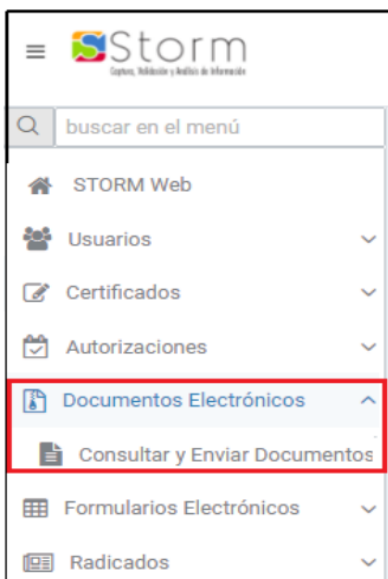 Storm
Captura, Validación y Análisis de Información
buscar en el menú
STORM Web
Usuarios
Certificados
Autorizaciones
Documentos Electrónicos
Consultar y Enviar Documentos
Formularios Electrónicos
Radicados